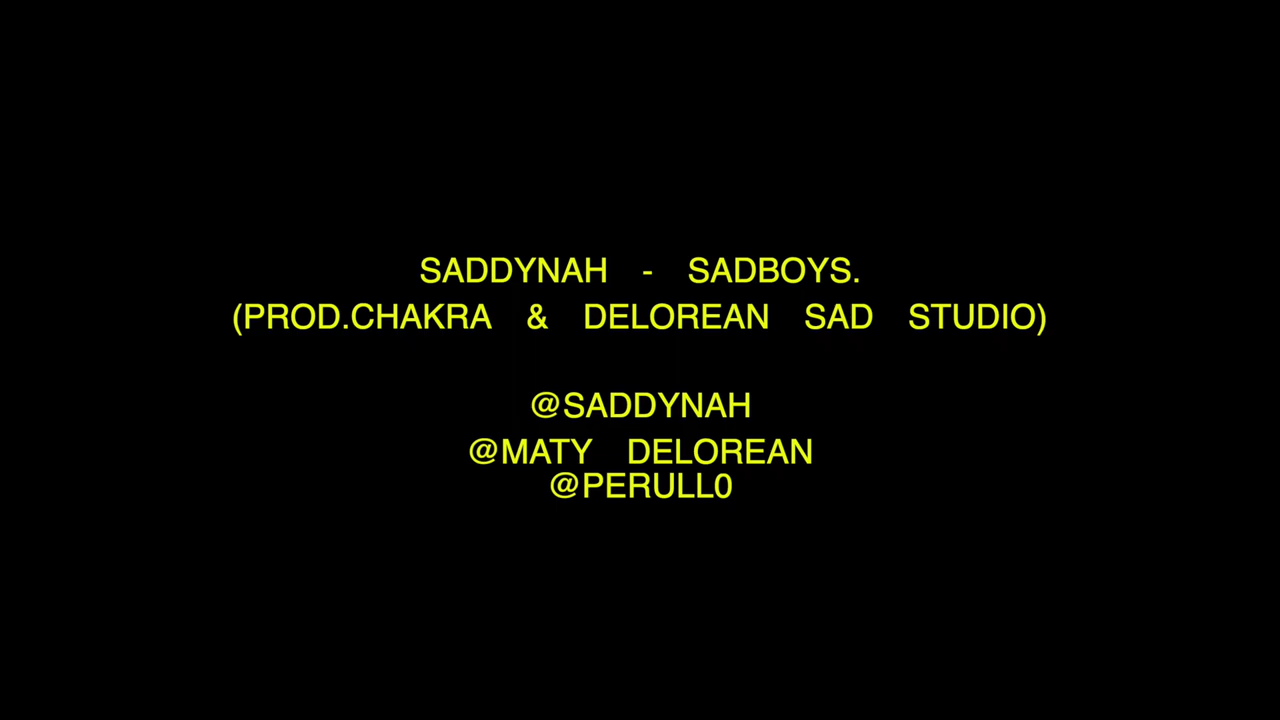 SADDYNAH - SADBOYS.
(PROD.CHAKRA & DELOREAN SAD STUDIO)
@SADDYNAH
@MATY DELOREAN
@PERULL0